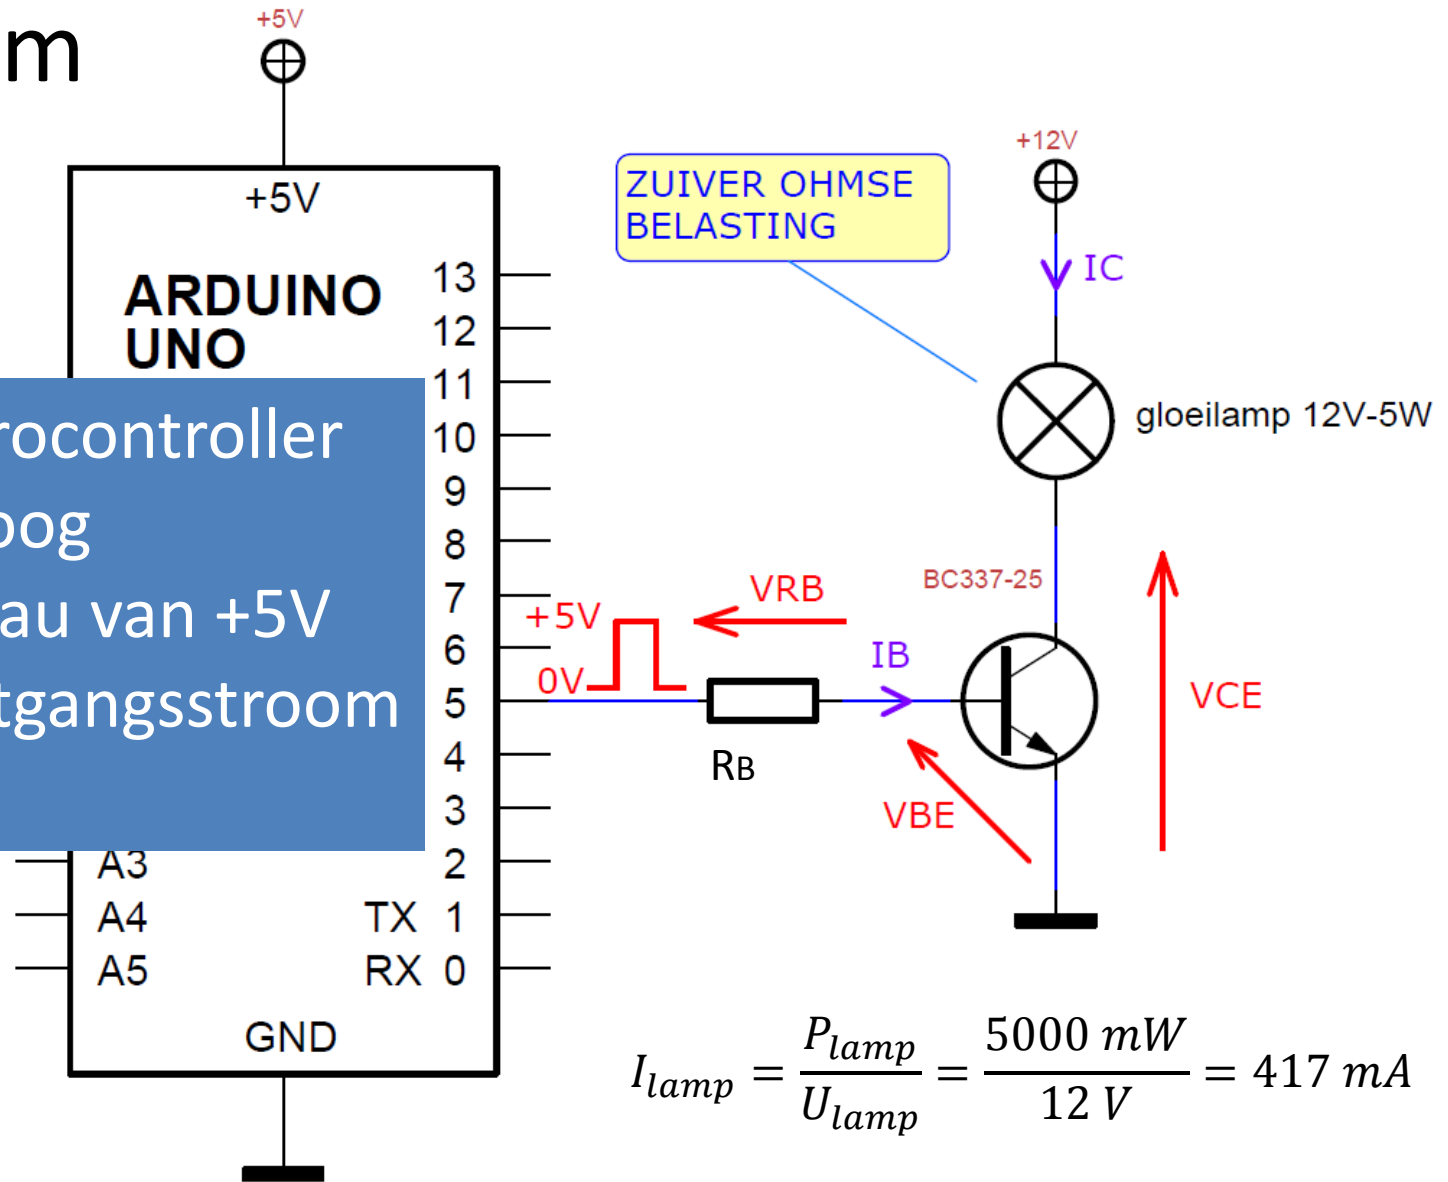 m
+5V
+5V
ARDUINO
UNO
13
12
11
10
9
8
7
6
5
4
3
2
TX 1
RX 0
A3
A4
A5
GND
rocontroller
oog
au van +5V
tgangsstroom
ZUIVER OHMSE
BELASTING
+12V
IC
gloeilamp 12V-5W
BC337-25
VRB
+5V
0V
IB
RB
VBE
VCE
I_lamp = P_lamp / U_lamp = 5000 mW / 12 V = 417 mA